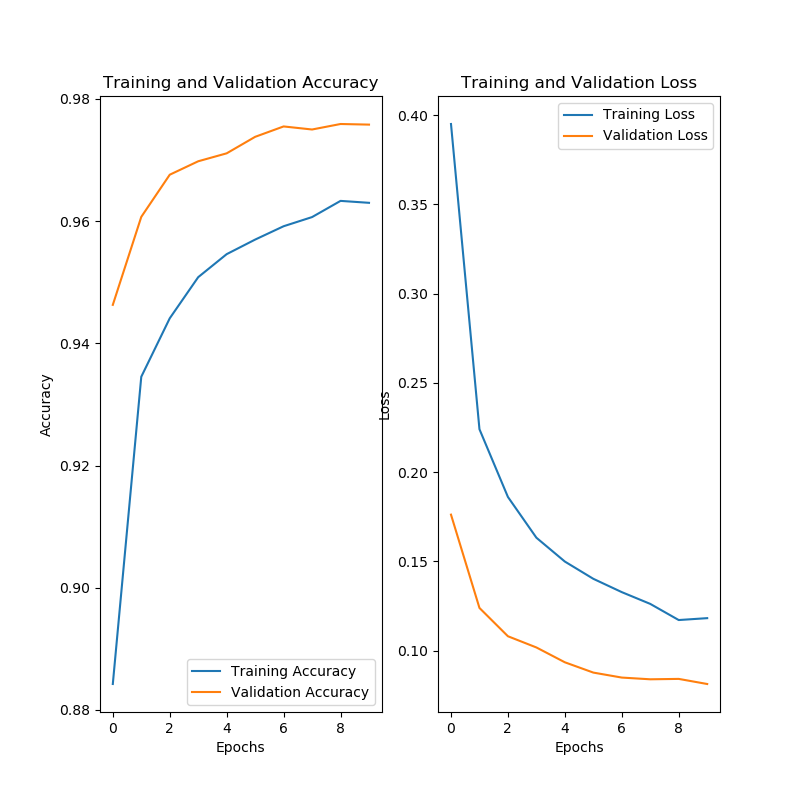 Training and Validation Accuracy
0.98
0.96
0.94
0.92
0.90
0.88
Accuracy
0
2
4
6
8
Epochs
Training Accuracy
Validation Accuracy
Training and Validation Loss
0.40
0.35
0.30
0.25
0.20
0.15
0.10
Loss
0
2
4
6
8
Epochs
Training Loss
Validation Loss